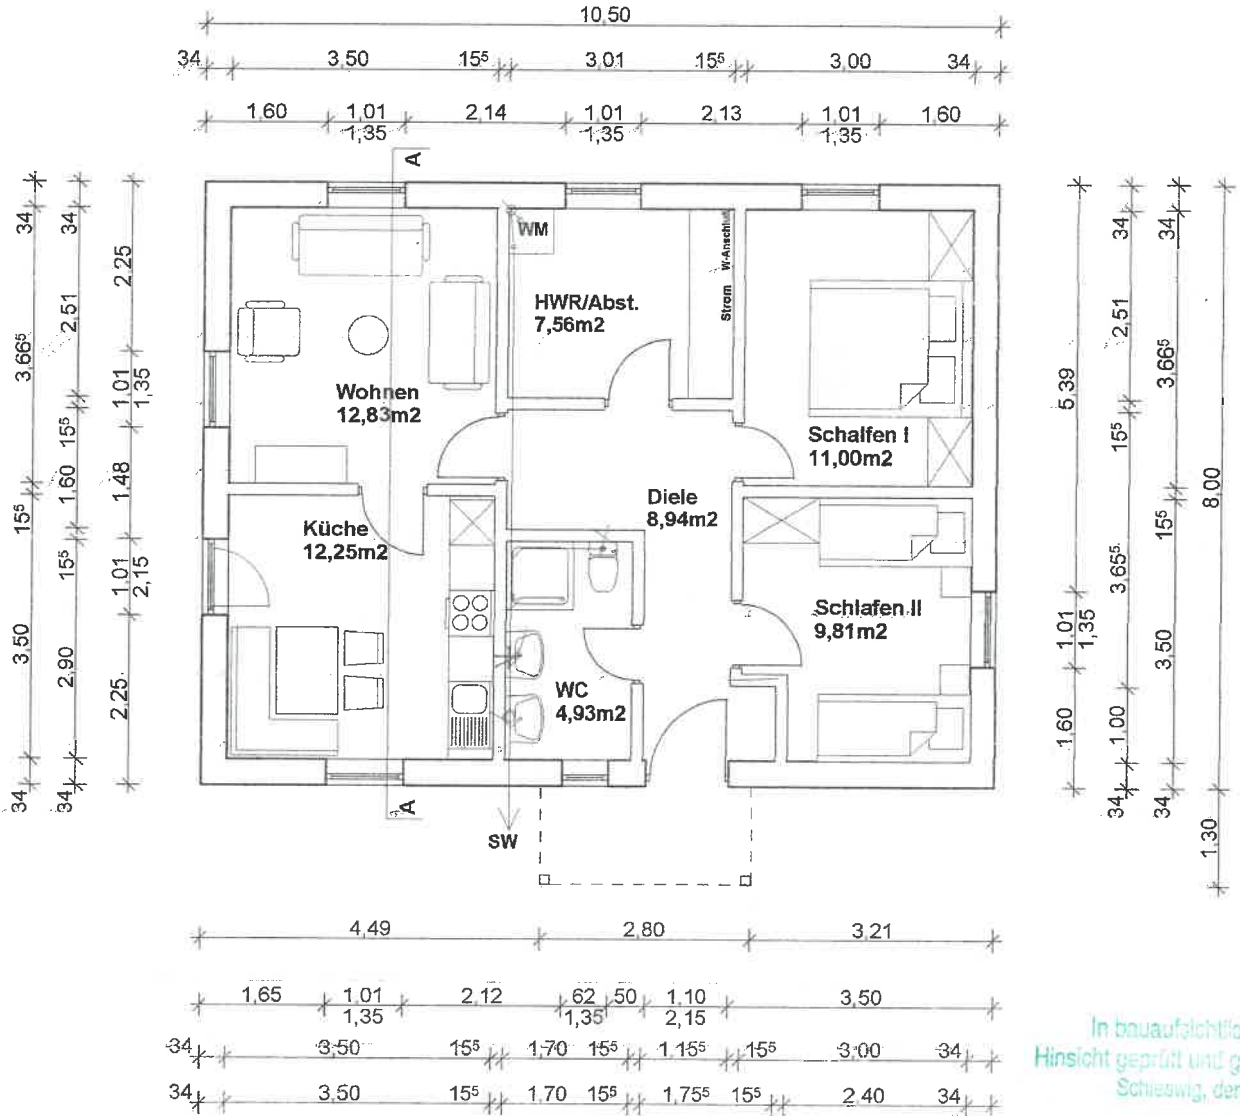 10,50
34 3,50 15⁵ 3,01 15⁵ 3,00 34
1,60 1,01 2,14 1,01 2,13 1,01 1,60
1,35 1,35 1,35
A
34
3,66⁵
15⁵
3,50
34
34
2,51
15⁵
1,60
15⁵
2,90
34
2,25
1,01
1,35
1,48
1,01
2,15
2,25
WM
HWR/Abst.
7,56m2
Strom W-Anschluß
Wohnen
12,83m2
Schalfen I
11,00m2
Diele
8,94m2
Küche
12,25m2
Schlafen II
9,81m2
WC
4,93m2
A
SW
5,39
1,01
1,35
1,60
34
2,51
15⁵
3,65⁵
1,00
34
34
3,66⁵
15⁵
3,50
34
8,00
1,30
4,49 2,80 3,21
1,65 1,01 2,12 62 50 1,10 3,50
1,35 1,35 2,15
34 3,50 15⁵ 1,70 15⁵ 1,15⁵ 15⁵ 3,00 34
34 3,50 15⁵ 1,70 15⁵ 1,75⁵ 15⁵ 2,40 34
In bauaufsichtlic
Hinsicht geprüft und g
Schleswig, den